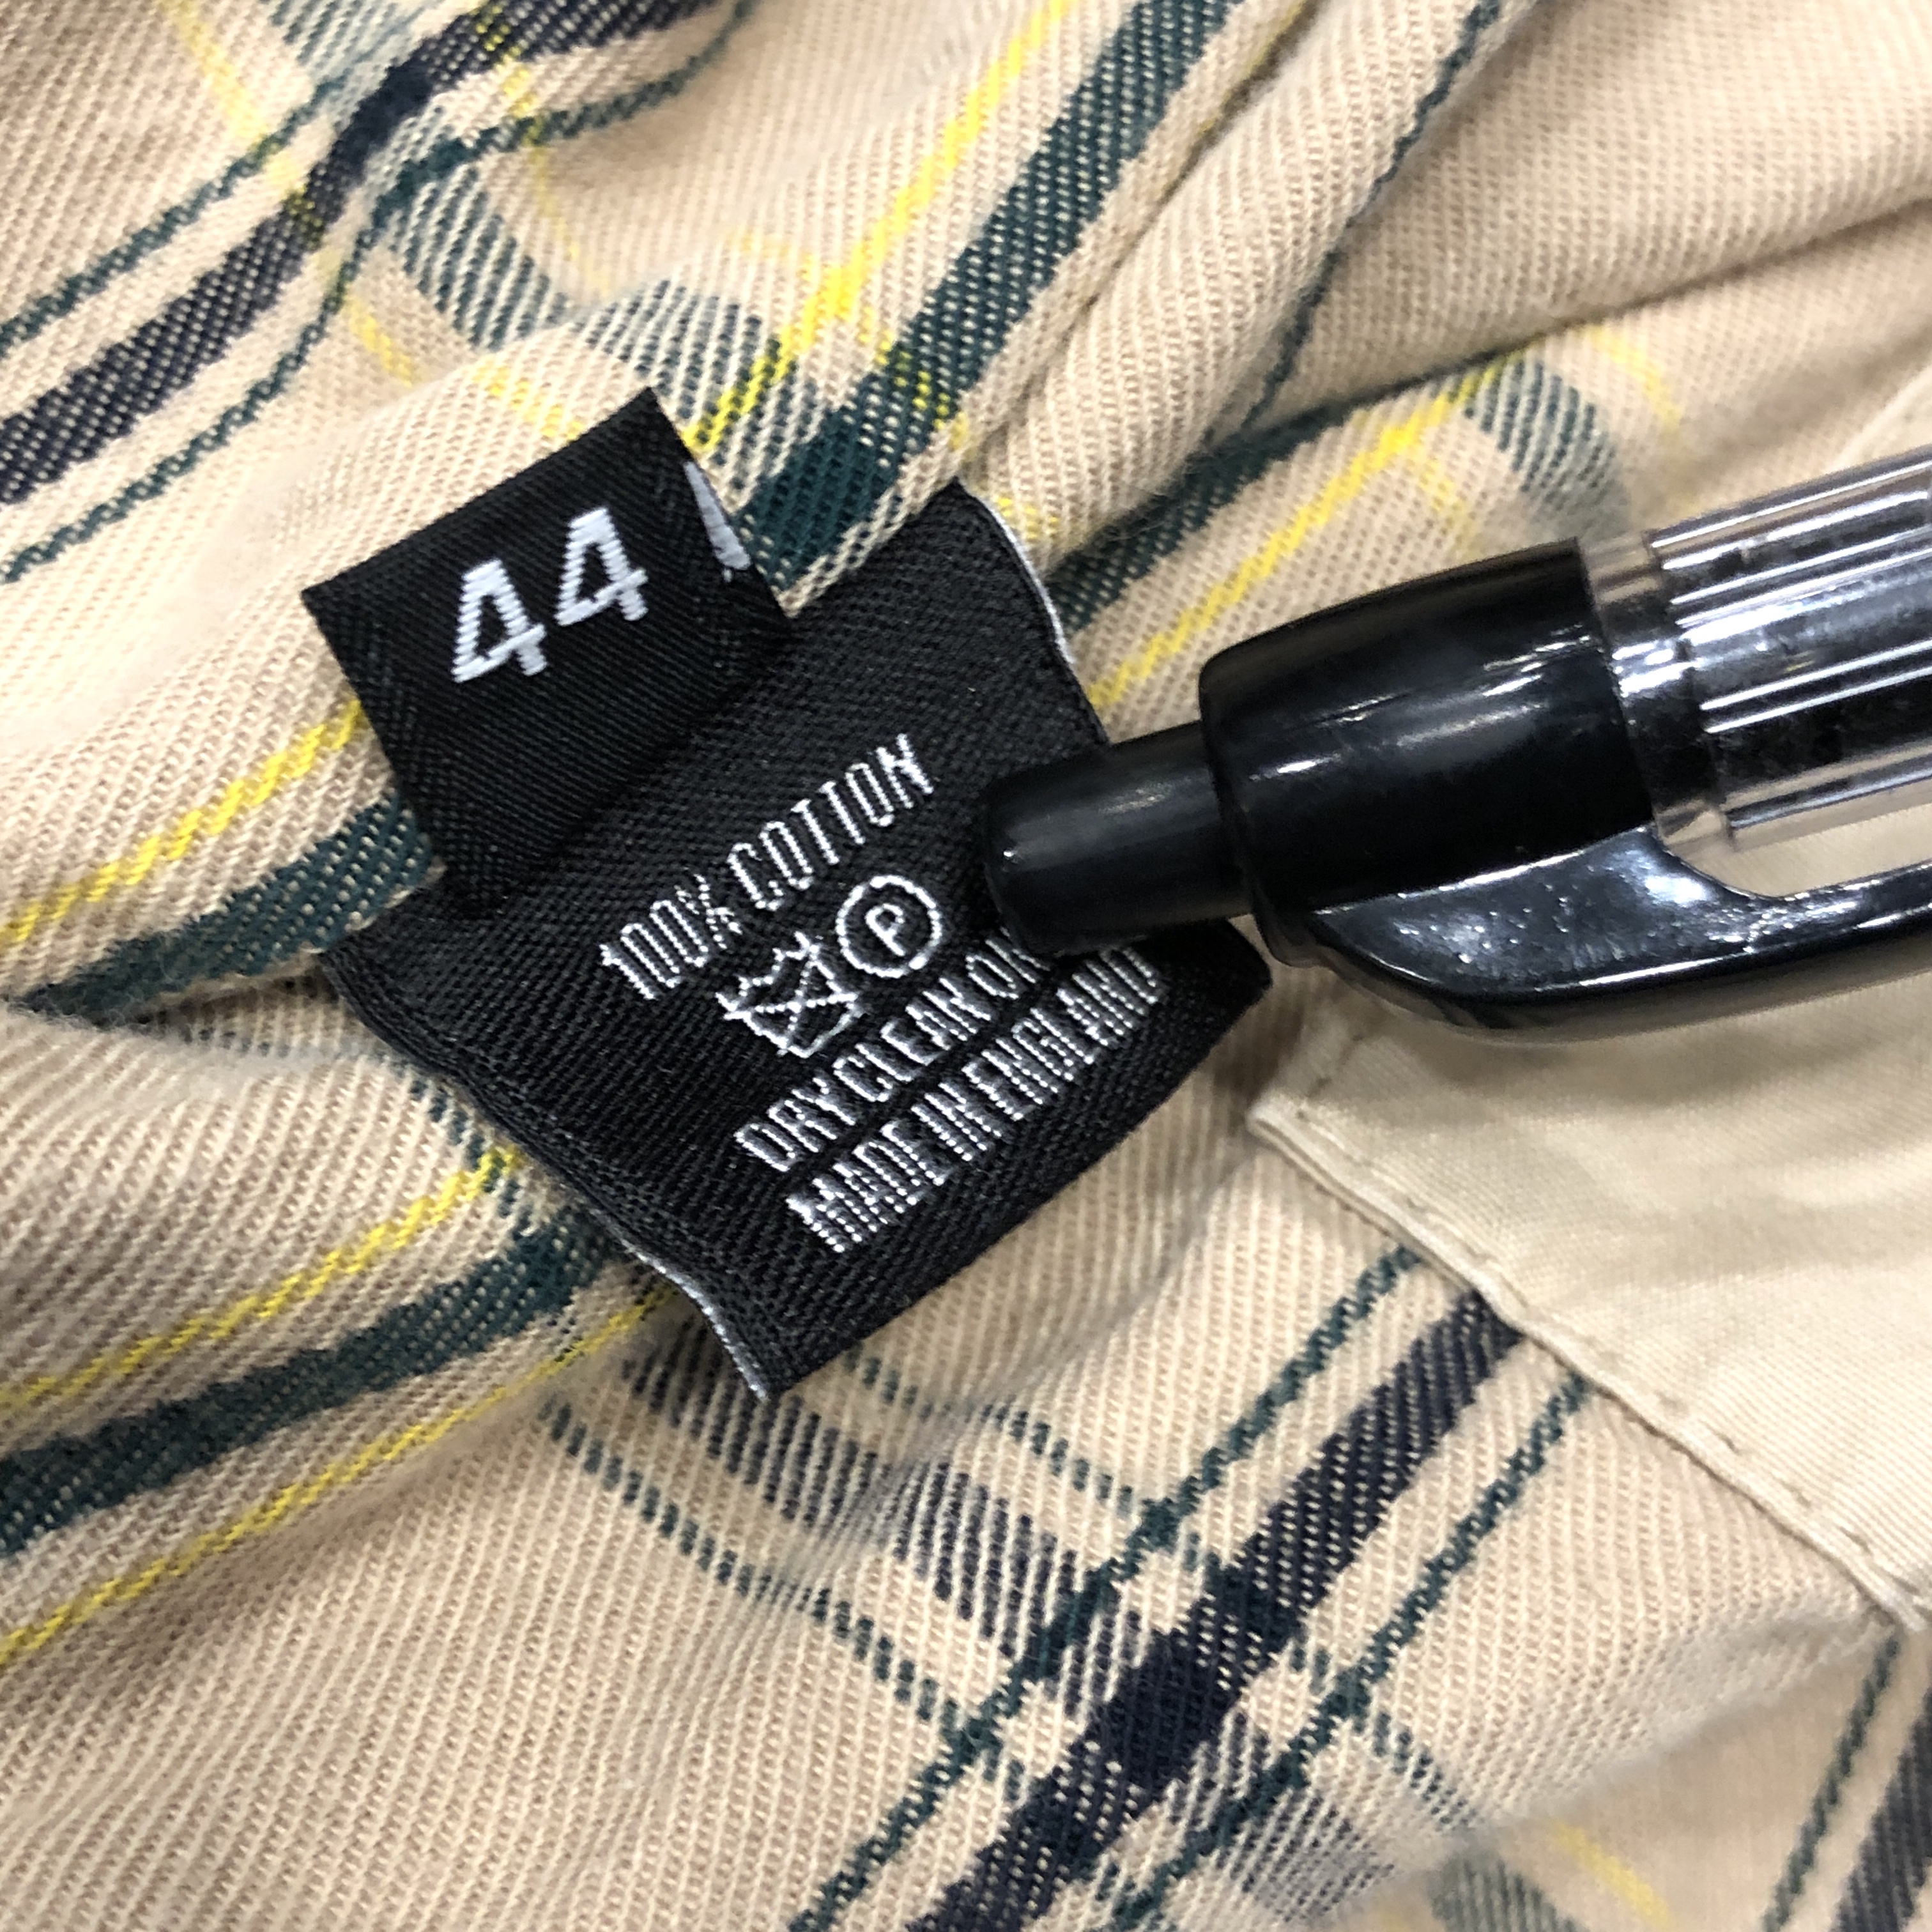 44
100% COTTON
P
DRY CLEAN
MADE IN ENGLAND